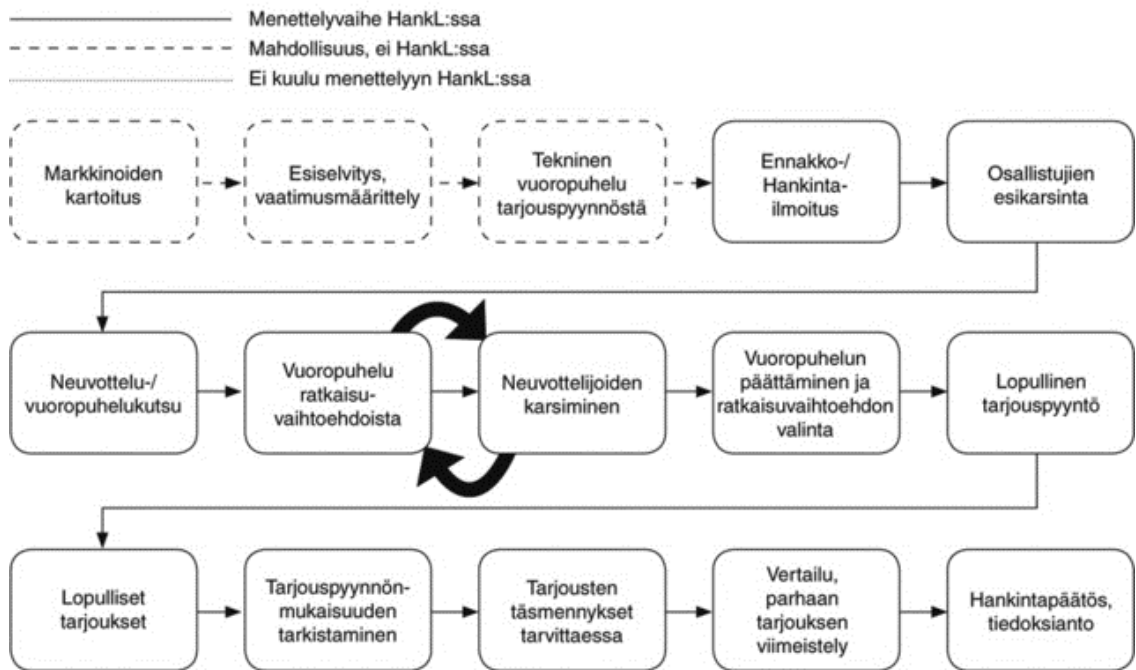 Menettelyvaihe HankL:ssa
Mahdollisuus, ei HankL:ssa
Ei kuulu menettelyyn HankL:ssa
Markkinoiden
kartoitus
Esiselvitys,
vaatimusmäärittely
Tekninen
vuoropuhelu
tarjouspyynnöstä
Ennakko-/
Hankinta-
ilmoitus
Osallistujien
esikarsinta
Neuvottelu-/
vuoropuhelukutsu
Vuoropuhelu
ratkaisu-
vaihtoehdoista
Neuvottelijoiden
karsiminen
Vuoropuhelun
päättäminen ja
ratkaisuvaihtoehdon
valinta
Lopullinen
tarjouspyyntö
Lopulliset
tarjoukset
Tarjouspyynnön-
mukaisuuden
tarkistaminen
Tarjousten
täsmennykset
tarvittaessa
Vertailu,
parhaan
tarjouksen
viimeistely
Hankintapäätös,
tiedoksianto